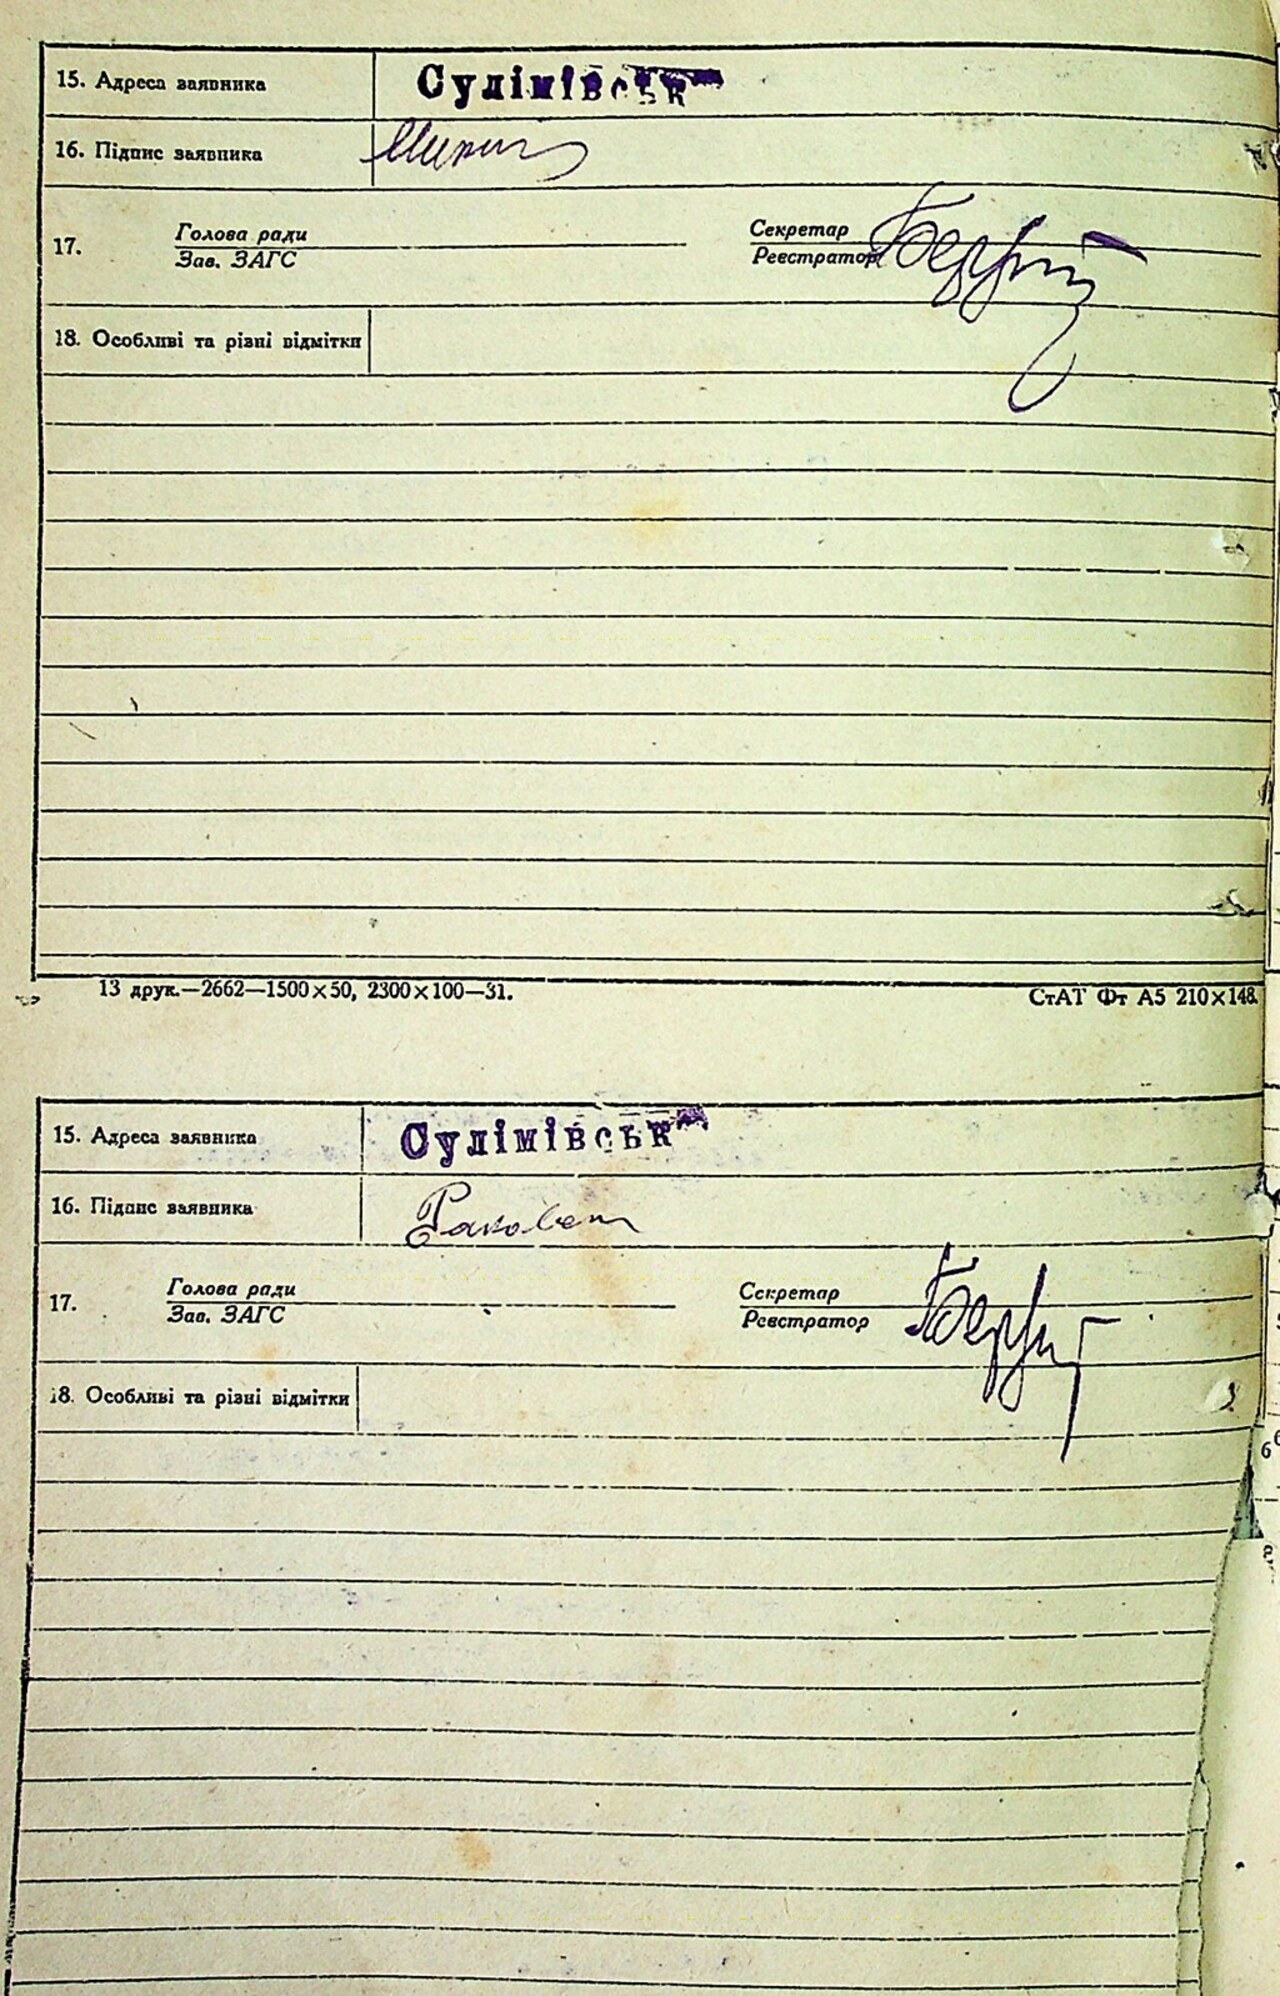 15. Адреса заявника Сулімівськ
16. Підпис заявника
17. Голова ради Секретар
Зав. ЗАГС Реєстратор
18. Особливі та різні відмітки
13 друк.—2662—1500×50, 2300×100—31. СтАТ Фт А5 210×148.
15. Адреса заявника Сулімівськ
16. Підпис заявника
17. Голова ради Секретар
Зав. ЗАГС Реєстратор
18. Особливі та різні відмітки